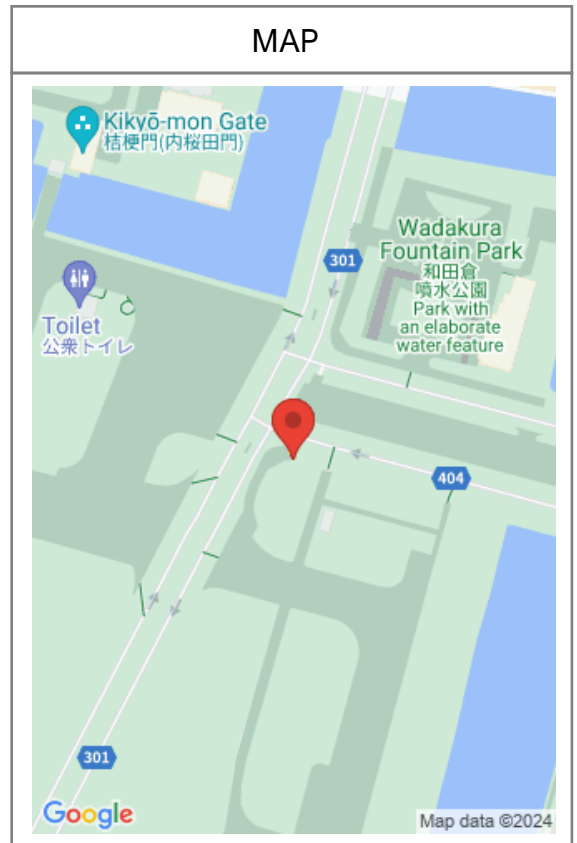 MAP
Kikyō-mon Gate
桔梗門(内桜田門)
Wadakura
Fountain Park
和田倉
噴水公園
Park with
an elaborate
water feature
301
Toilet
公衆トイレ
404
301
Google
Map data ©2024